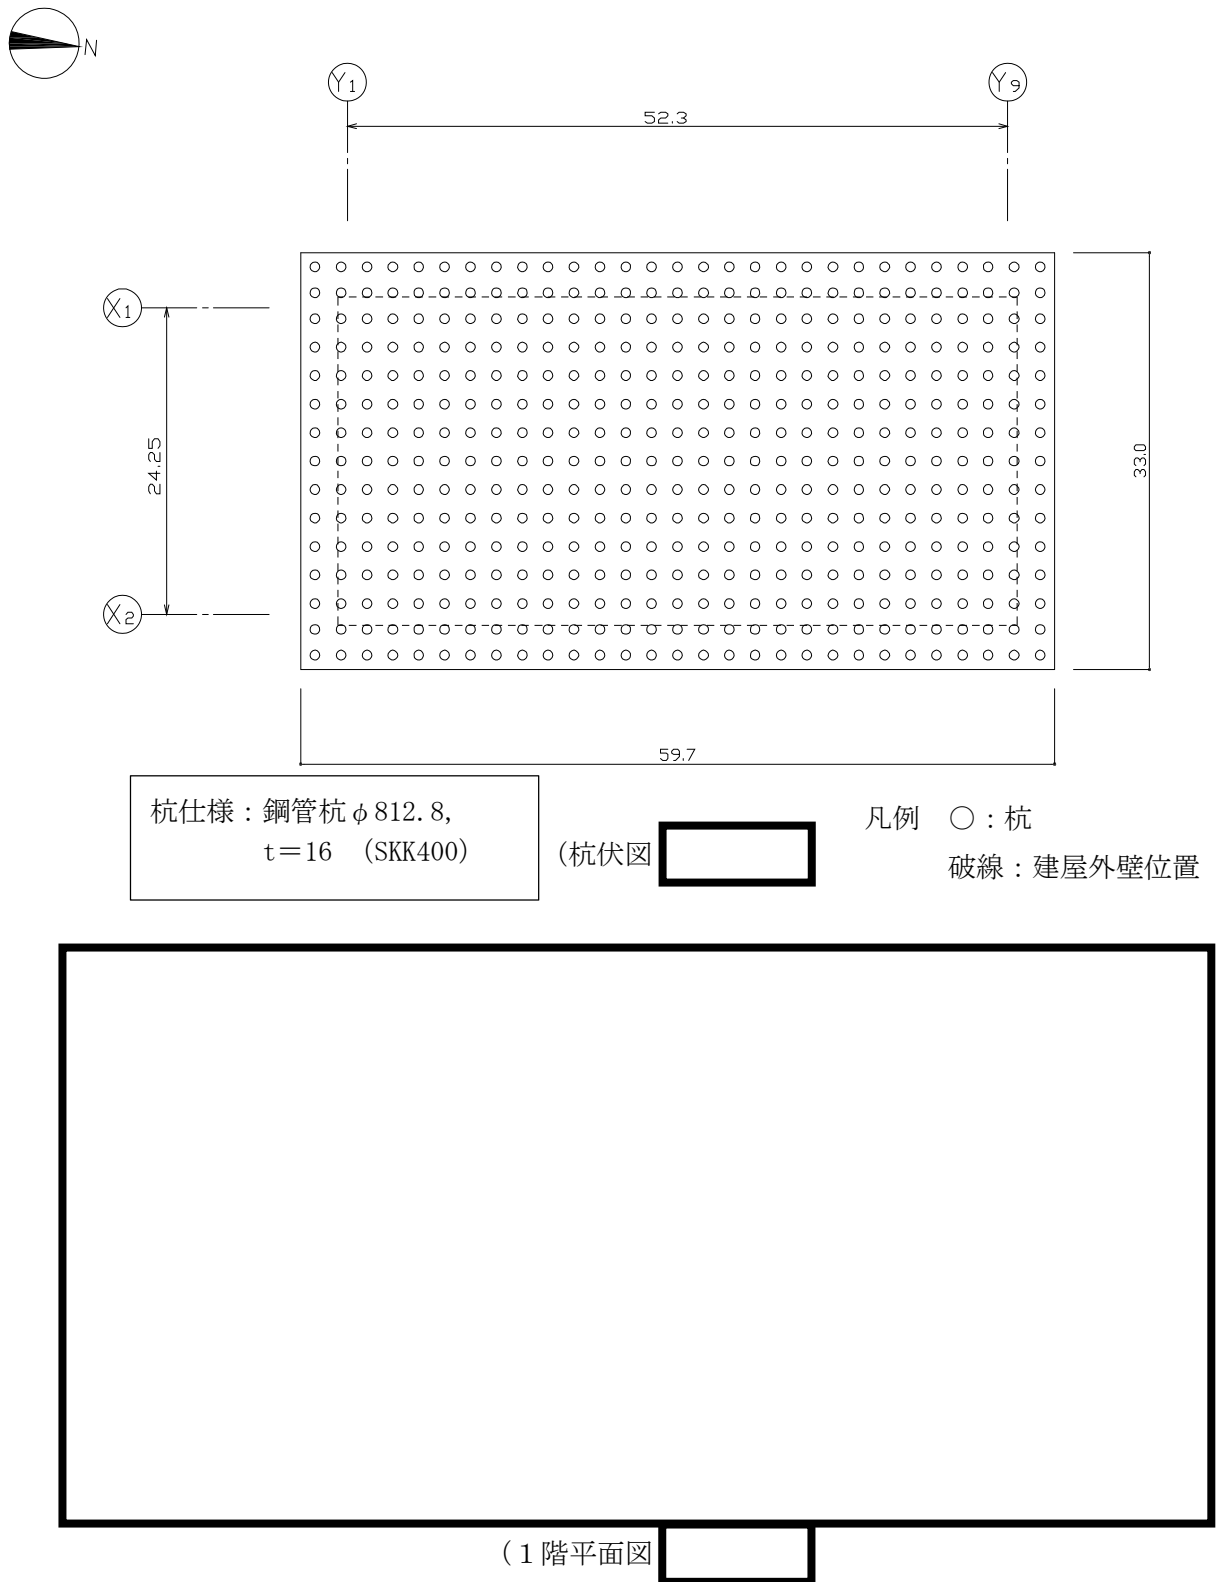 N
Y1
Y9
52.3
X1
24.25
33.0
X2
59.7
杭仕様：鋼管杭φ812.8,
t＝16　（SKK400）
（杭伏図
凡例　○：杭
破線：建屋外壁位置
（１階平面図